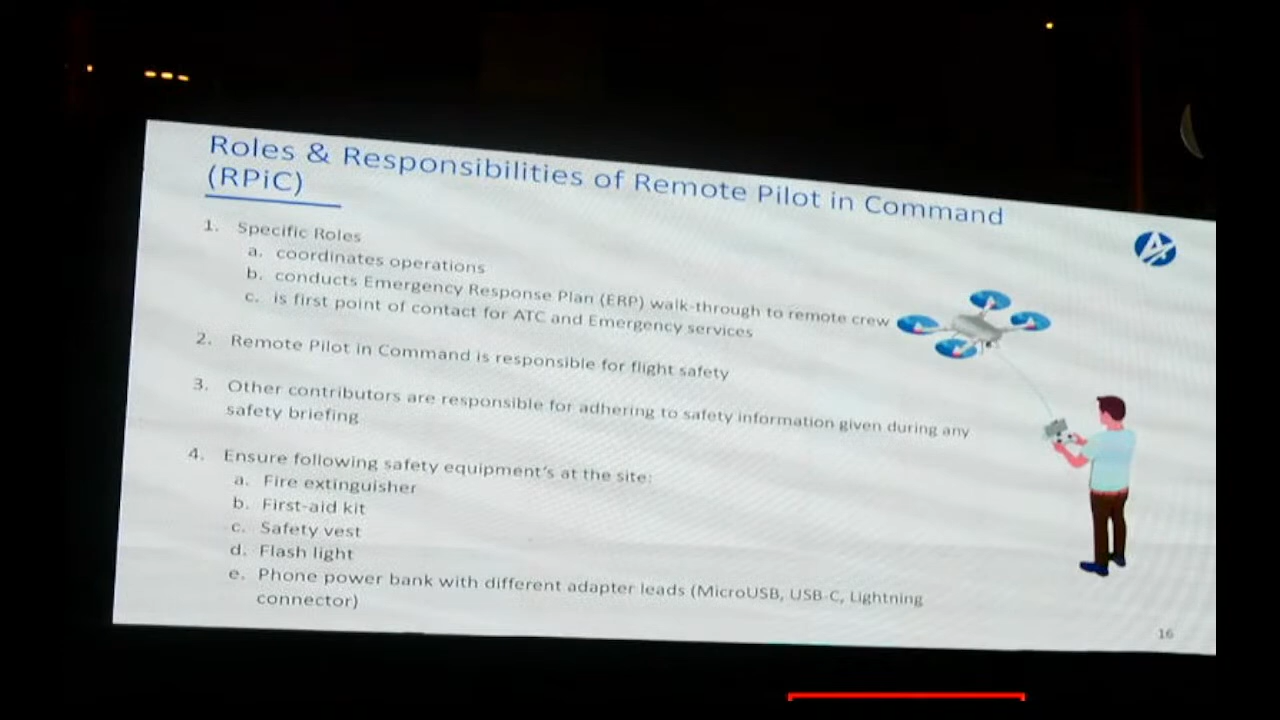 Roles & Responsibilities of Remote Pilot in Command
(RPiC)
1. Specific Roles
a. coordinates operations
b. conducts Emergency Response Plan (ERP) walk-through to remote crew
c. is first point of contact for ATC and Emergency services
2. Remote Pilot in Command is responsible for flight safety
3. Other contributors are responsible for adhering to safety information given during any
safety briefing
4. Ensure following safety equipment's at the site:
a. Fire extinguisher
b. First-aid kit
c. Safety vest
d. Flash light
e. Phone power bank with different adapter leads (MicroUSB, USB-C, Lightning
connector)
16